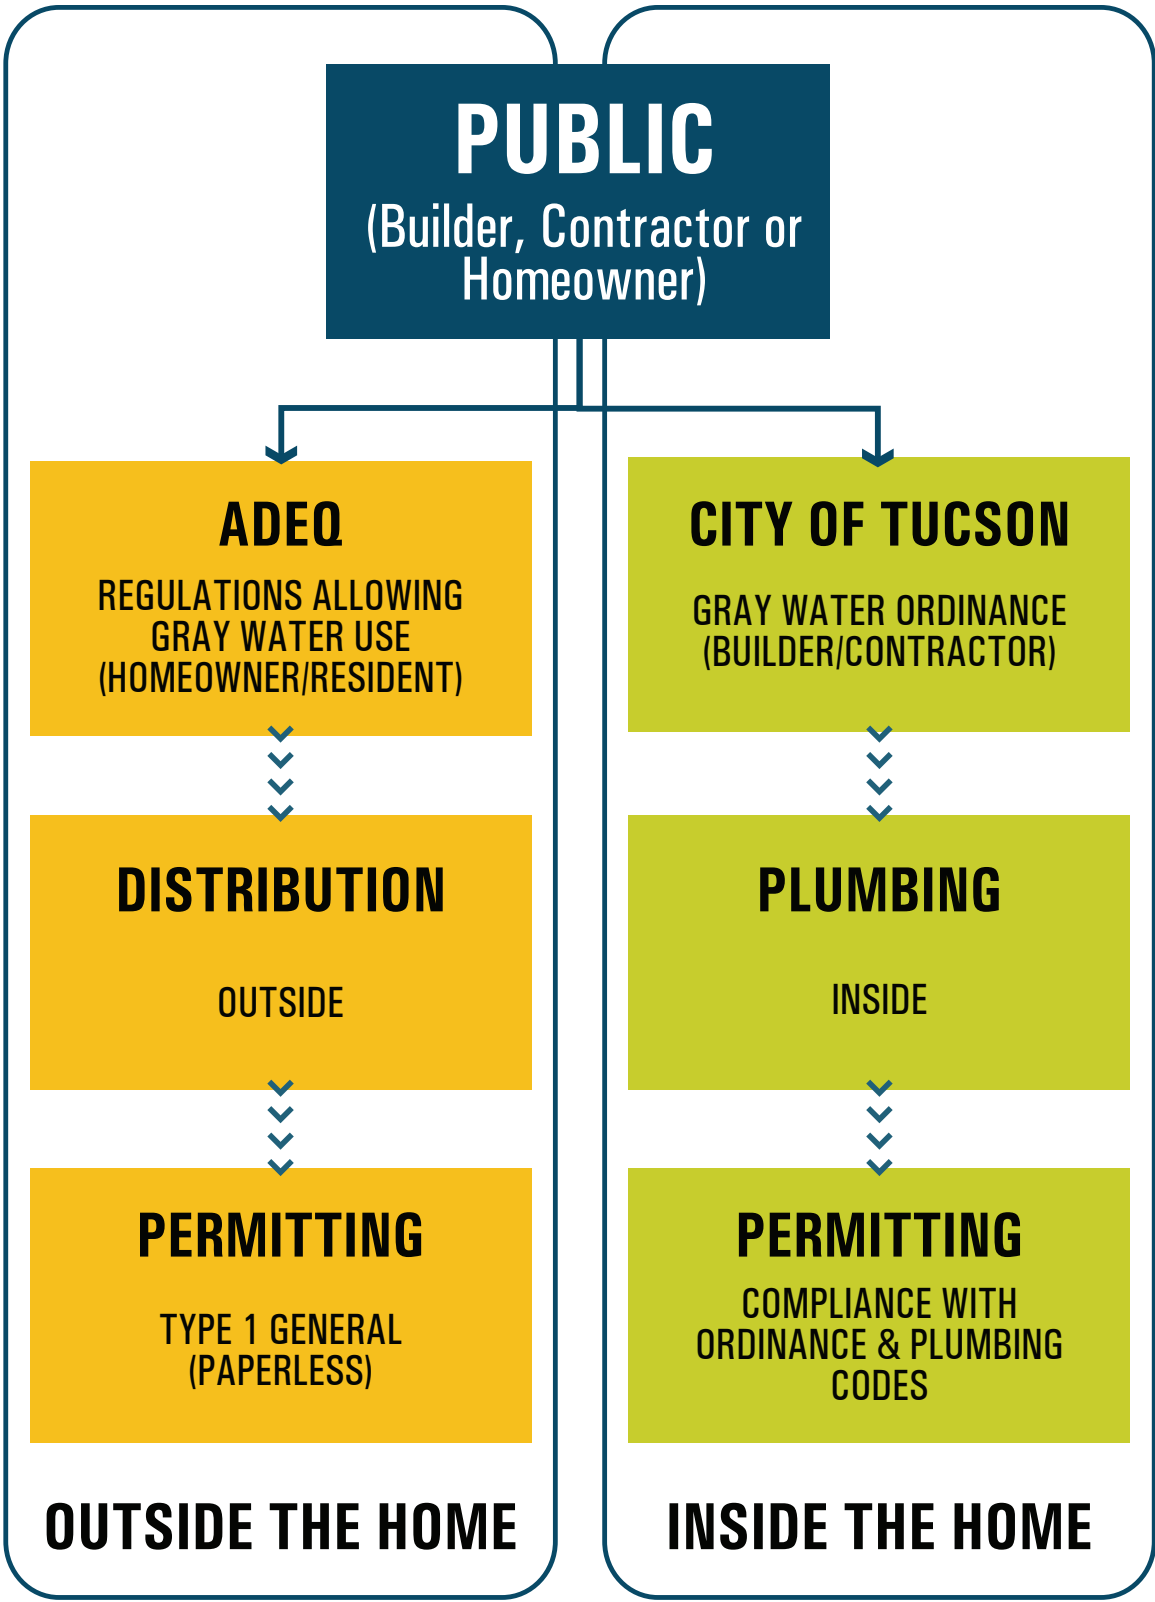 PUBLIC
(Builder, Contractor or
Homeowner)
ADEQ
REGULATIONS ALLOWING
GRAY WATER USE
(HOMEOWNER/RESIDENT)
DISTRIBUTION
OUTSIDE
PERMITTING
TYPE 1 GENERAL
(PAPERLESS)
OUTSIDE THE HOME
CITY OF TUCSON
GRAY WATER ORDINANCE
(BUILDER/CONTRACTOR)
PLUMBING
INSIDE
PERMITTING
COMPLIANCE WITH
ORDINANCE & PLUMBING
CODES
INSIDE THE HOME